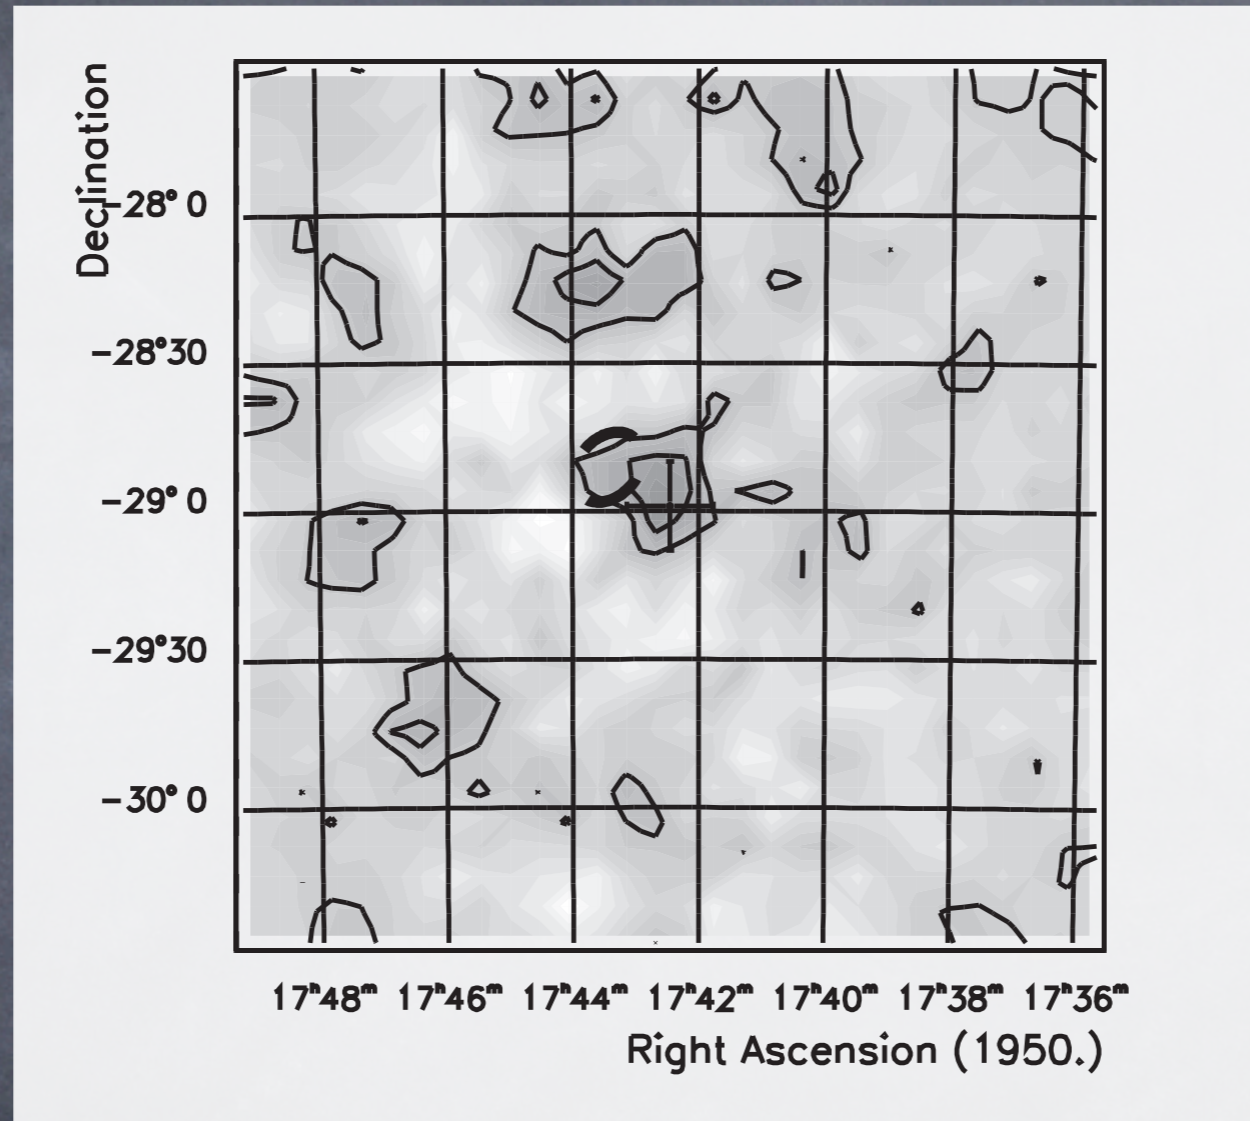 Declination
-28° 0
-28°30
-29° 0
-29°30
-30° 0
17ʰ48ᵐ 17ʰ46ᵐ 17ʰ44ᵐ 17ʰ42ᵐ 17ʰ40ᵐ 17ʰ38ᵐ 17ʰ36ᵐ
Right Ascension (1950.)